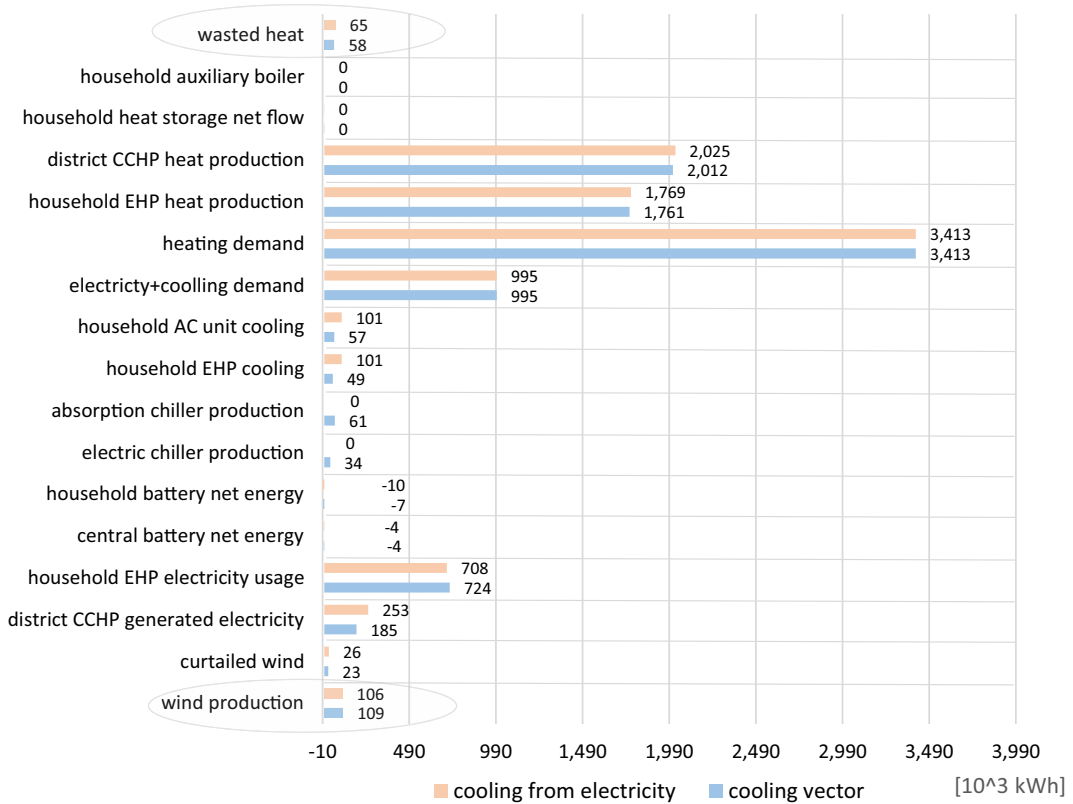 wasted heat
65
58
household auxiliary boiler
0
0
household heat storage net flow
0
0
district CCHP heat production
2,025
2,012
household EHP heat production
1,769
1,761
heating demand
3,413
3,413
electricty+coolling demand
995
995
household AC unit cooling
101
57
household EHP cooling
101
49
absorption chiller production
0
61
electric chiller production
0
34
household battery net energy
-10
-7
central battery net energy
-4
-4
household EHP electricity usage
708
724
district CCHP generated electricity
253
185
curtailed wind
26
23
wind production
106
109
-10 490 990 1,490 1,990 2,490 2,990 3,490 3,990
cooling from electricity cooling vector [10^3 kWh]